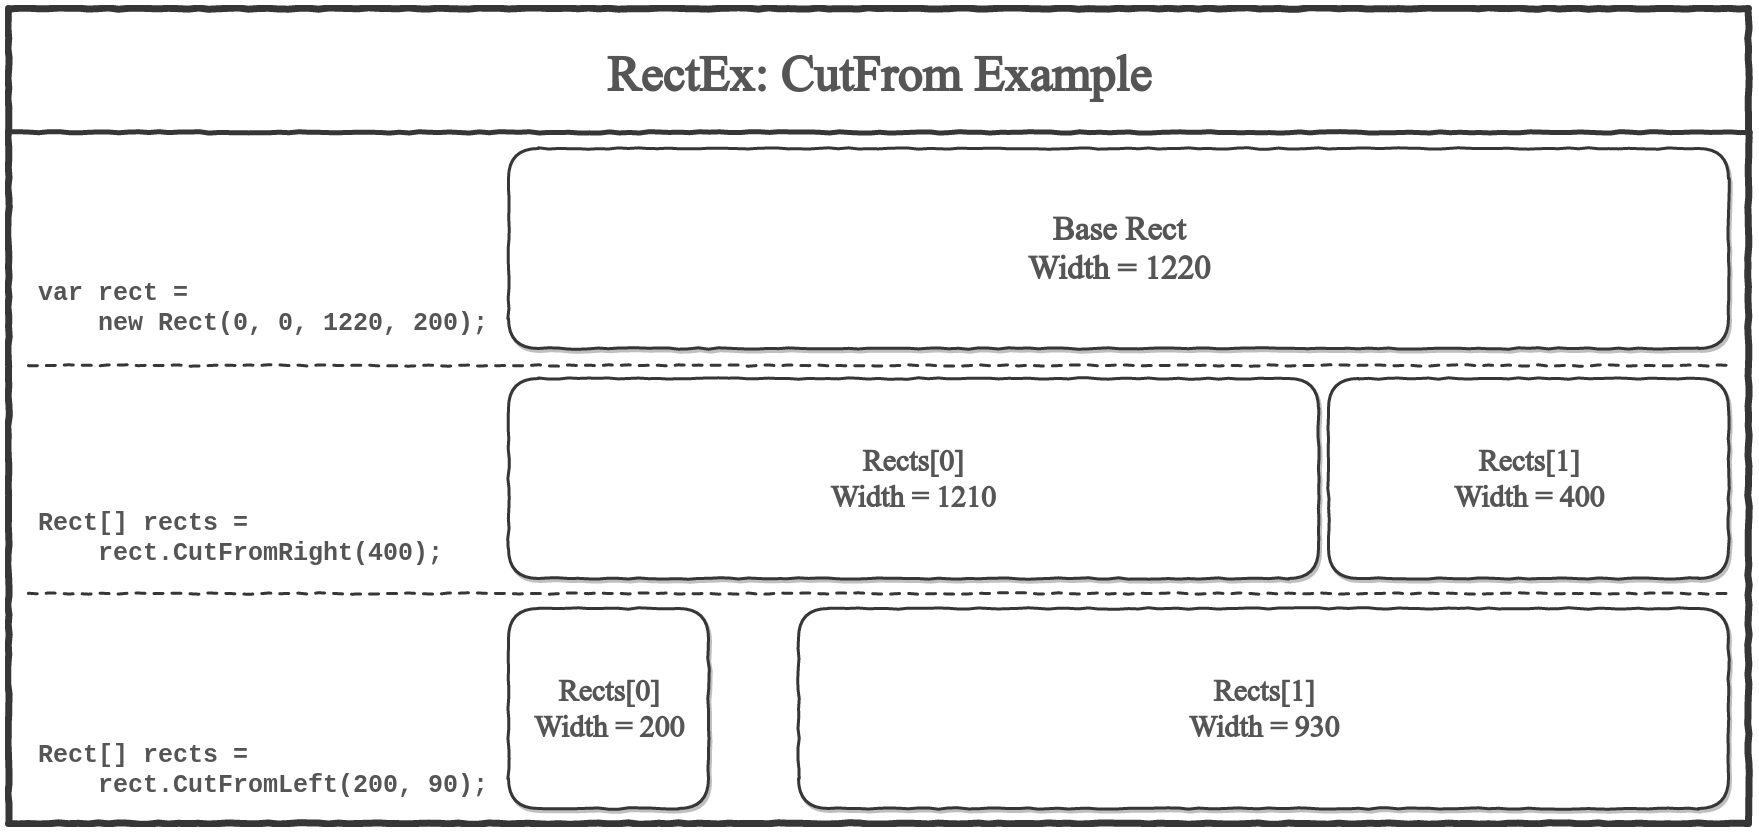 RectEx: CutFrom Example
Base Rect
Width = 1220
var rect =
new Rect(0, 0, 1220, 200);
Rects[0]
Width = 1210
Rects[1]
Width = 400
Rect[] rects =
rect.CutFromRight(400);
Rects[0]
Width = 200
Rects[1]
Width = 930
Rect[] rects =
rect.CutFromLeft(200, 90);